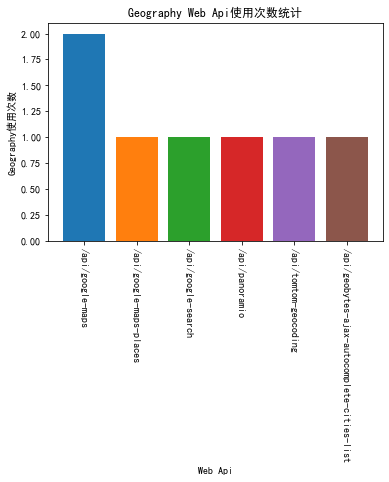 Geography Web Api使用次数统计
Geography使用次数
2.00
1.75
1.50
1.25
1.00
0.75
0.50
0.25
0.00
/api/google-maps
/api/google-maps-places
/api/google-search
/api/panoramio
/api/tomtom-geocoding
/api/geobytes-ajax-autocomplete-cities-list
Web Api